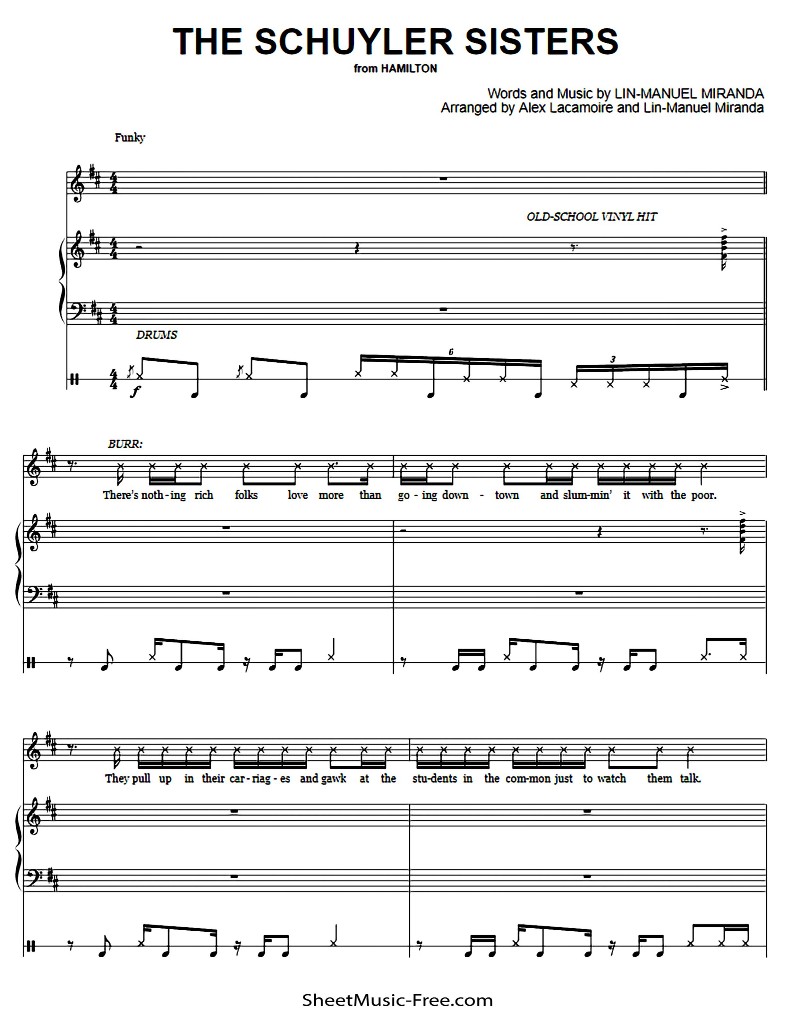 THE SCHUYLER SISTERS
from HAMILTON
Words and Music by LIN-MANUEL MIRANDA
Arranged by Alex Lacamoire and Lin-Manuel Miranda
Funky
OLD-SCHOOL VINYL HIT
DRUMS
6
3
f
BURR:
There's noth-ing rich folks love more than go-ing down-town and slum-min' it with the poor.
They pull up in their car-riag-es and gawk at the stu-dents in the com-mon just to watch them talk.
SheetMusic-Free.com